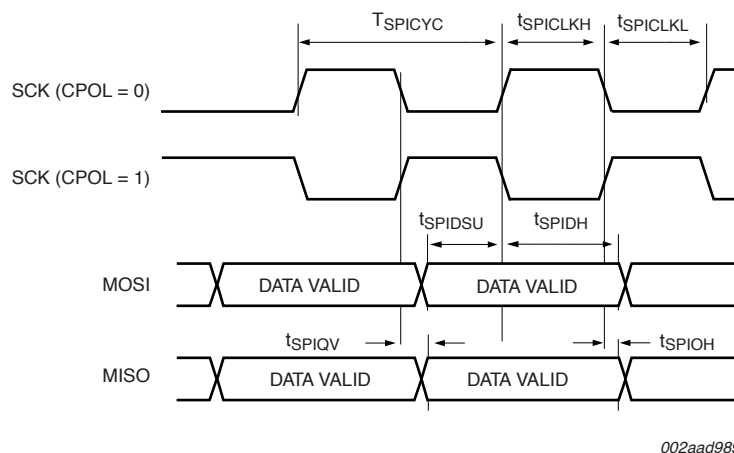 TSPICYC tSPICLKH tSPICLKL
SCK (CPOL = 0)
SCK (CPOL = 1)
tSPIDSU tSPIDH
MOSI DATA VALID DATA VALID
tSPIQV tSPIOH
MISO DATA VALID DATA VALID